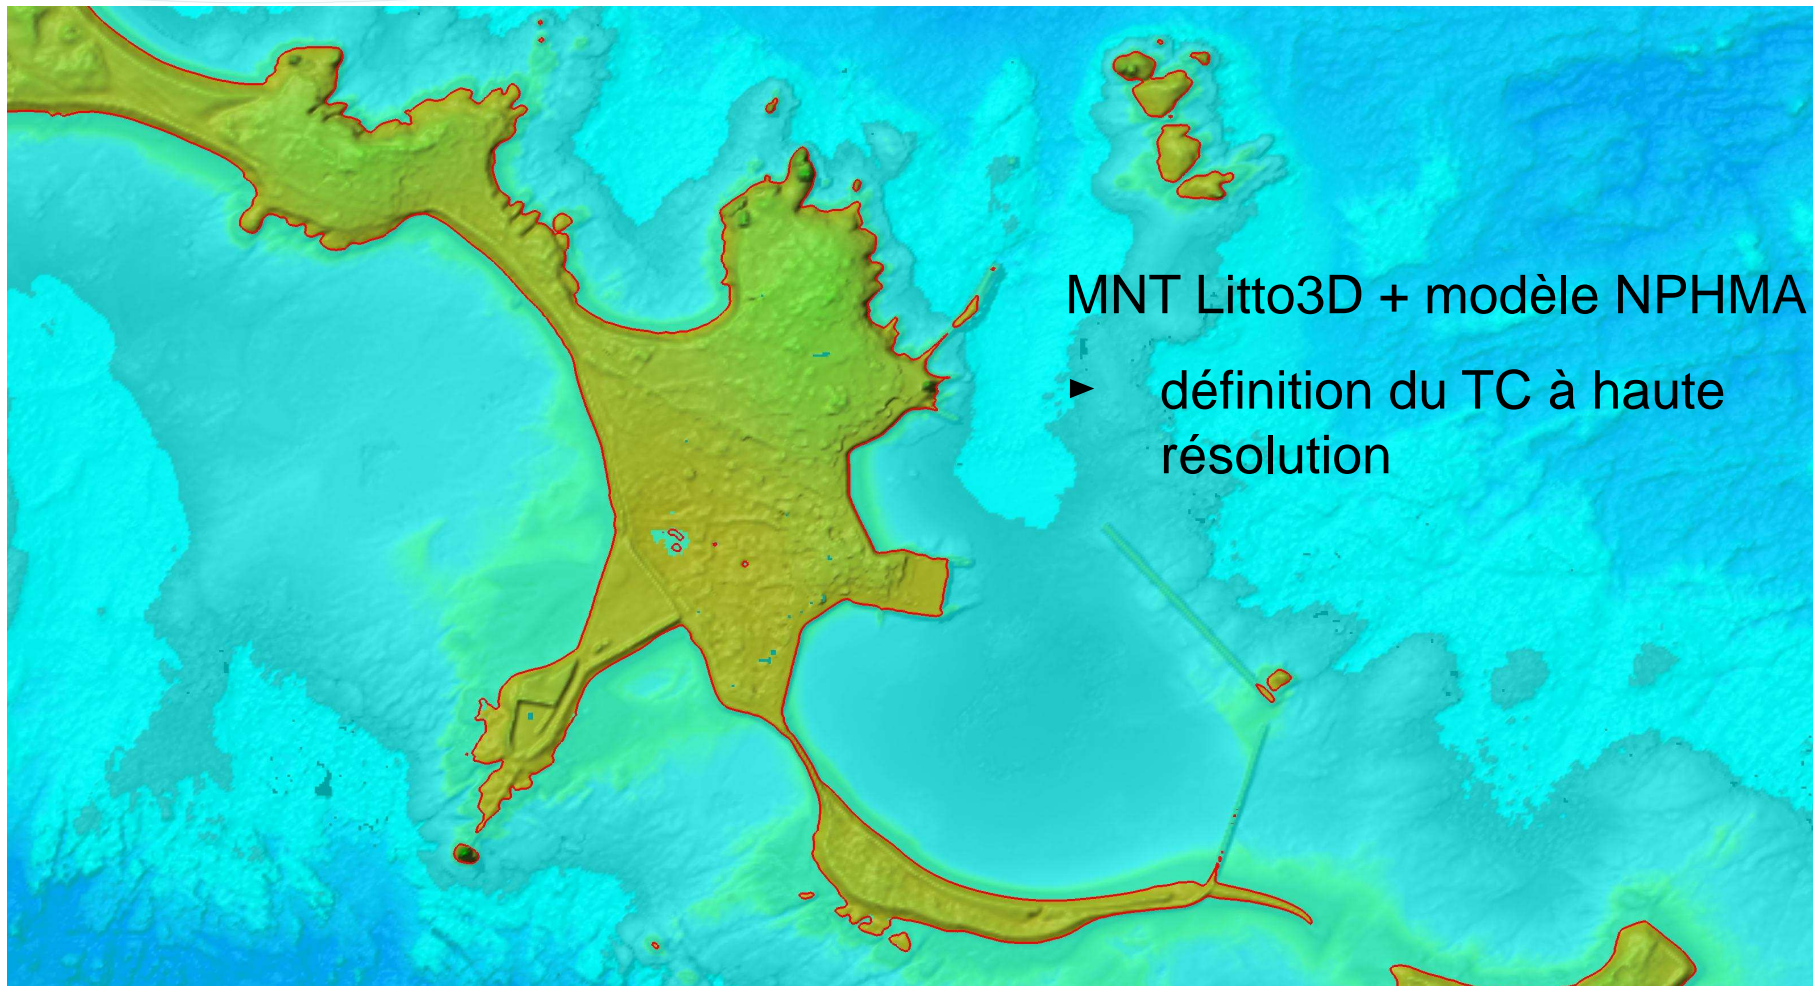 MNT Litto3D + modèle NPHMA
► définition du TC à haute
résolution